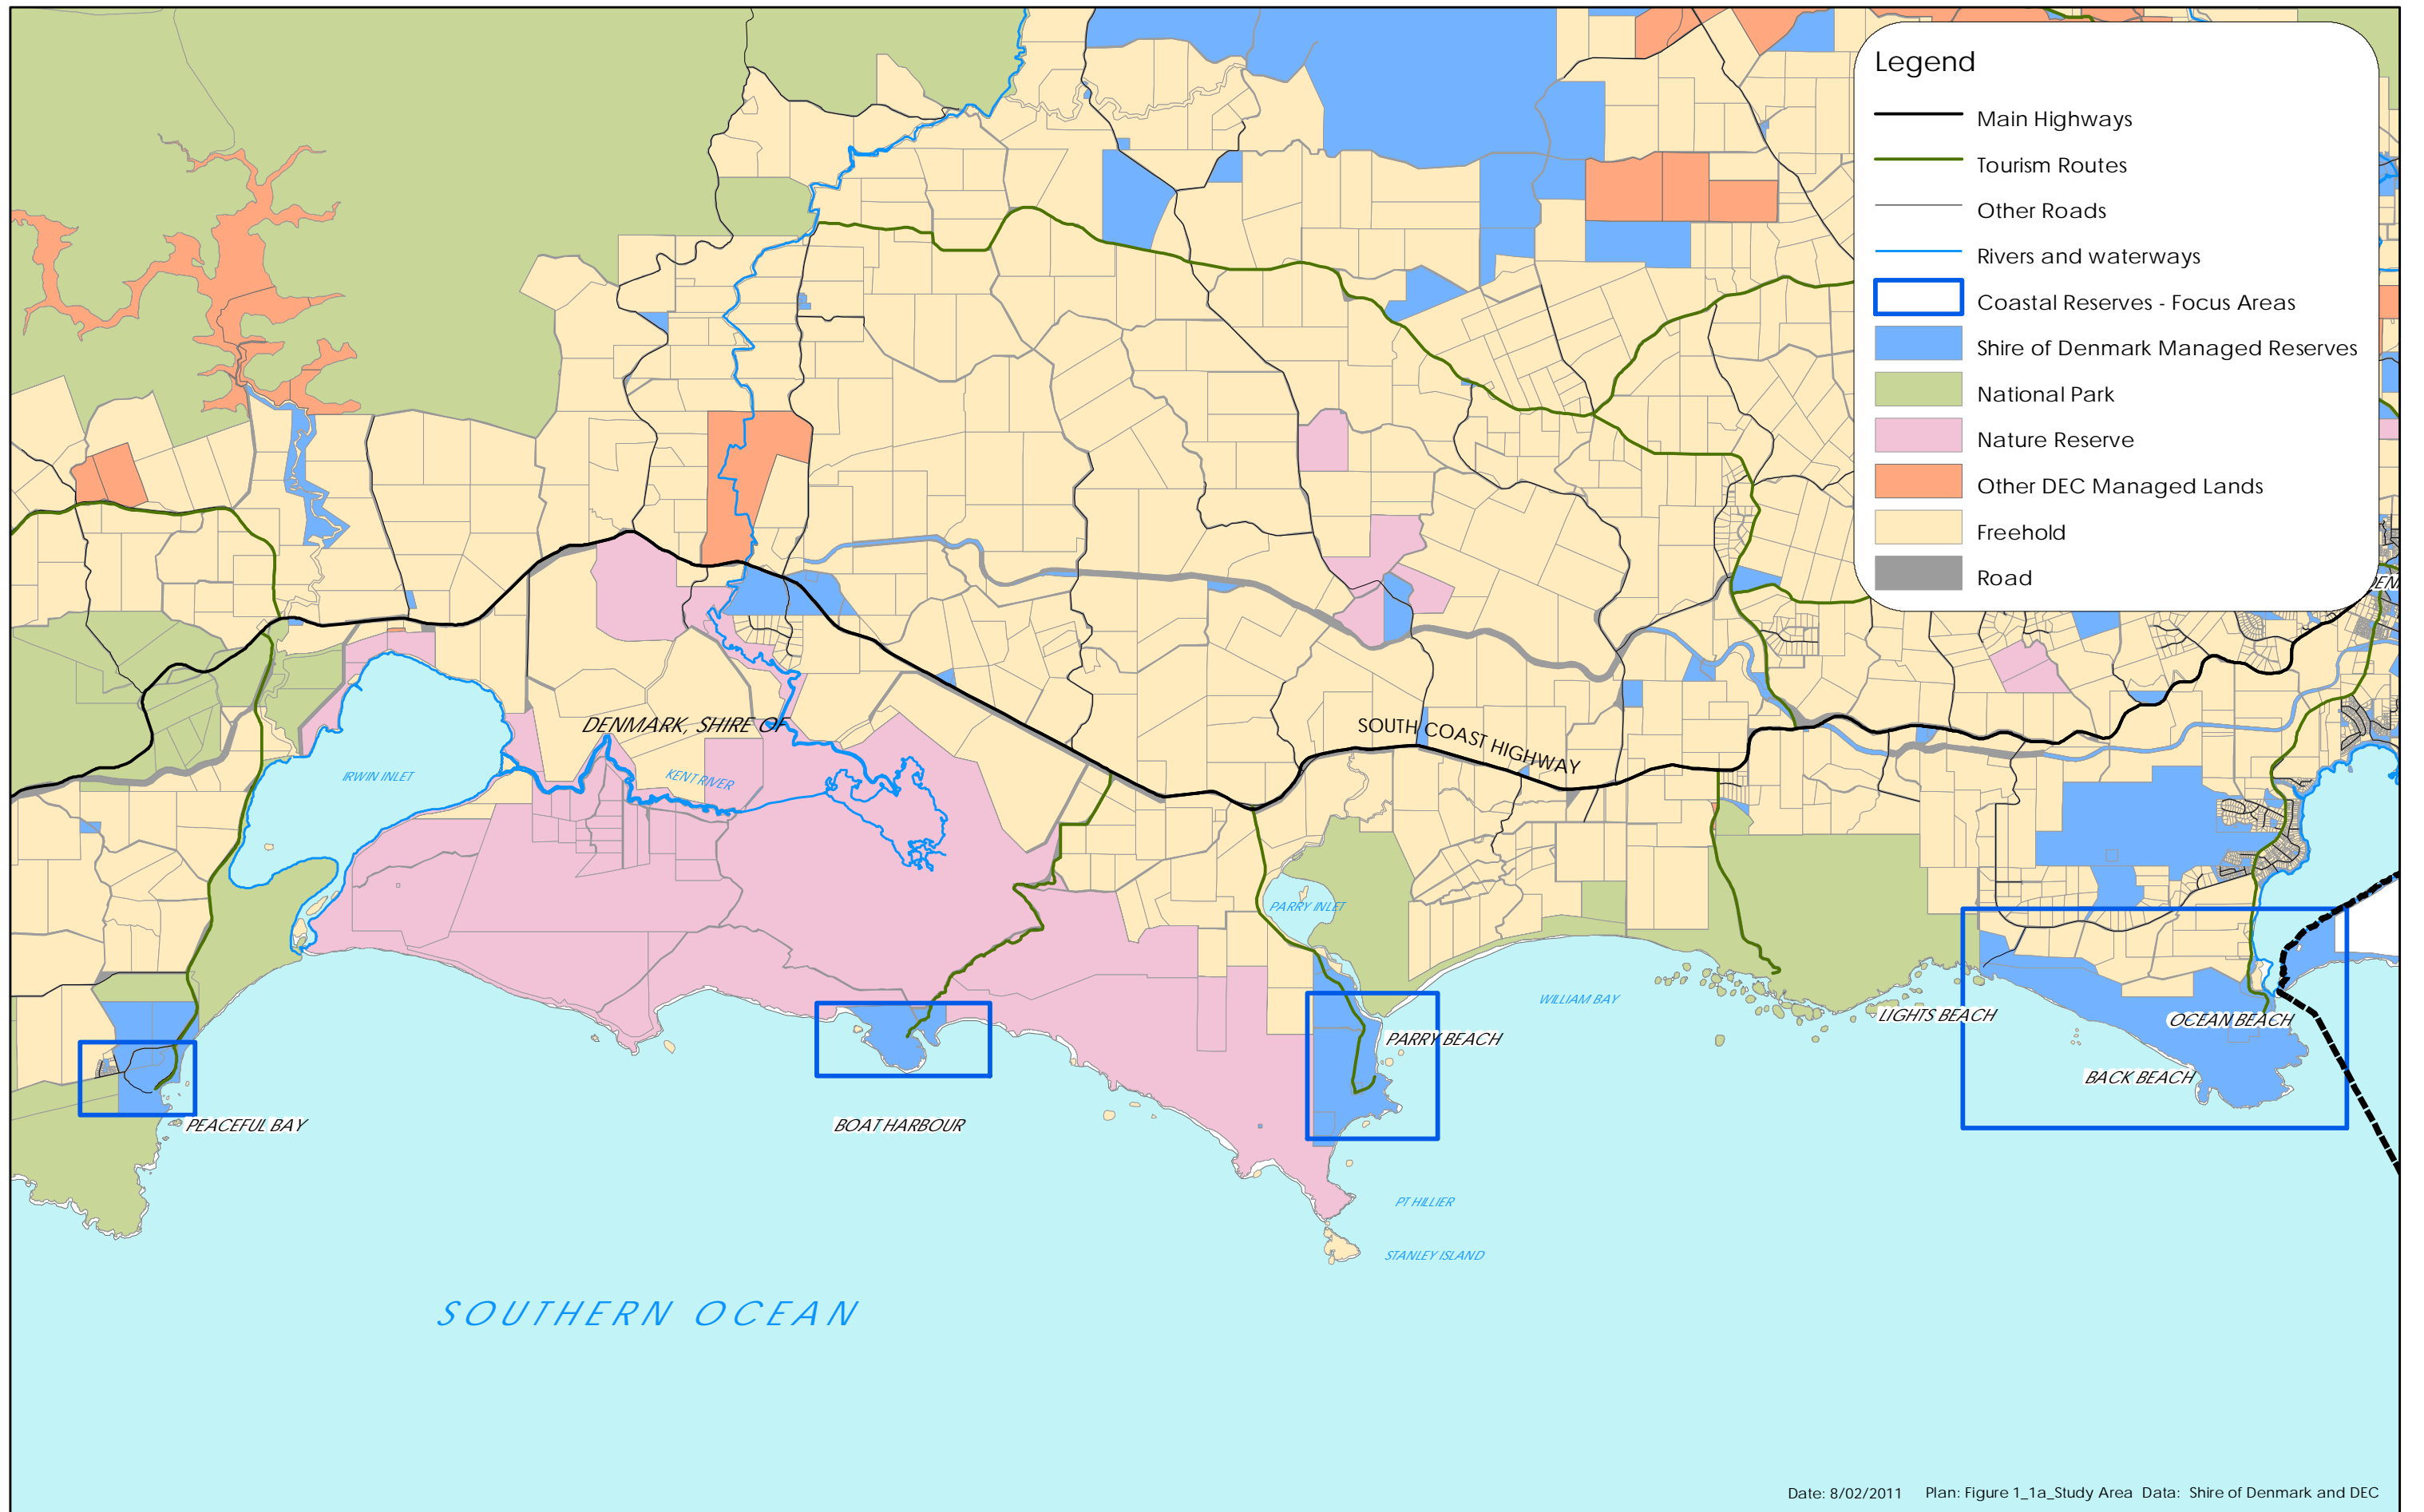 Legend
Main Highways
Tourism Routes
Other Roads
Rivers and waterways
Coastal Reserves - Focus Areas
Shire of Denmark Managed Reserves
National Park
Nature Reserve
Other DEC Managed Lands
Freehold
Road
DENMARK, SHIRE OF
SOUTH COAST HIGHWAY
IRWIN INLET
KENT RIVER
PARRY INLET
WILLIAM BAY
LIGHTS BEACH
OCEAN BEACH
PARRY BEACH
BACK BEACH
PEACEFUL BAY
BOAT HARBOUR
PT HILLIER
STANLEY ISLAND
SOUTHERN OCEAN
Date: 8/02/2011 Plan: Figure 1_1a_Study Area Data: Shire of Denmark and DEC